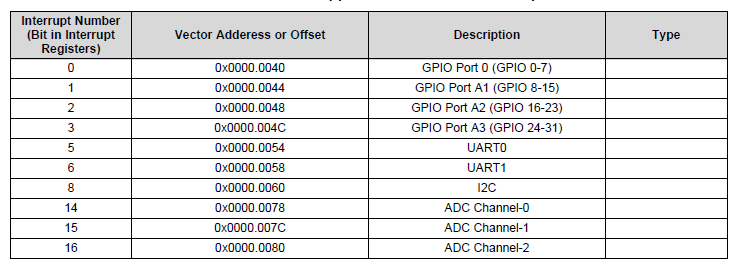 Interrupt Number
(Bit in Interrupt
Registers)
Vector Adderess or Offset
Description
Type
0 0x0000.0040 GPIO Port 0 (GPIO 0-7)
1 0x0000.0044 GPIO Port A1 (GPIO 8-15)
2 0x0000.0048 GPIO Port A2 (GPIO 16-23)
3 0x0000.004C GPIO Port A3 (GPIO 24-31)
5 0x0000.0054 UART0
6 0x0000.0058 UART1
8 0x0000.0060 I2C
14 0x0000.0078 ADC Channel-0
15 0x0000.007C ADC Channel-1
16 0x0000.0080 ADC Channel-2